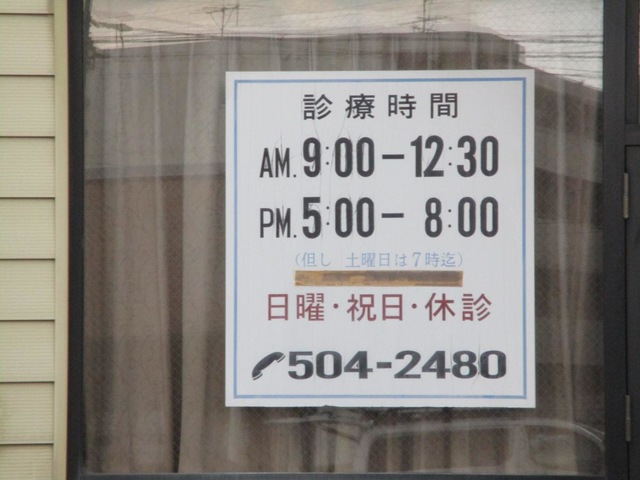 診療時間
AM. 9:00－12:30
PM. 5:00－ 8:00
(但し 土曜日は7時迄)
日曜・祝日・休診
504-2480